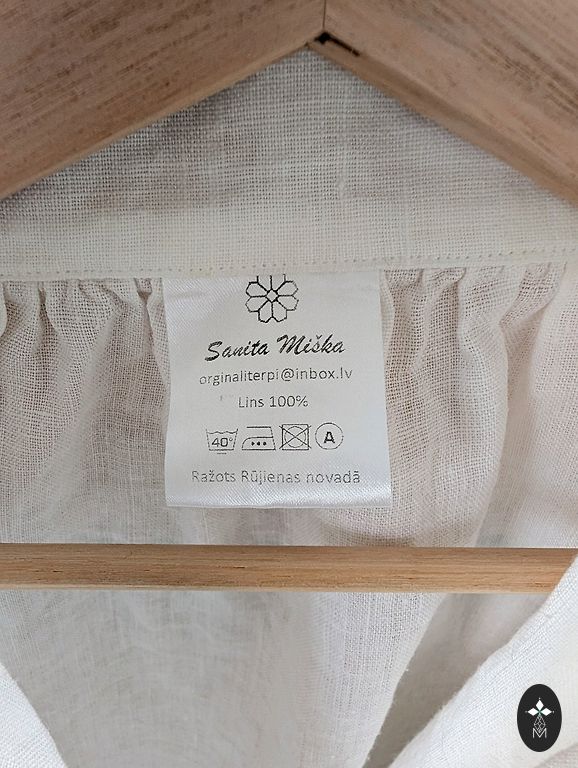 Sanita Miška
orginaliterpi@inbox.lv
Lins 100%
40° A
Ražots Rūjienas novadā
M